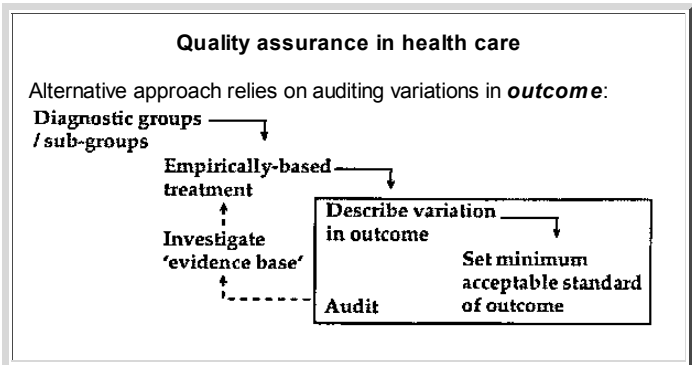 Quality assurance in health care
Alternative approach relies on auditing variations in outcome:
Diagnostic groups
/ sub-groups
Empirically-based
treatment
Describe variation
in outcome
Investigate
‘evidence base’
Set minimum
acceptable standard
of outcome
Audit